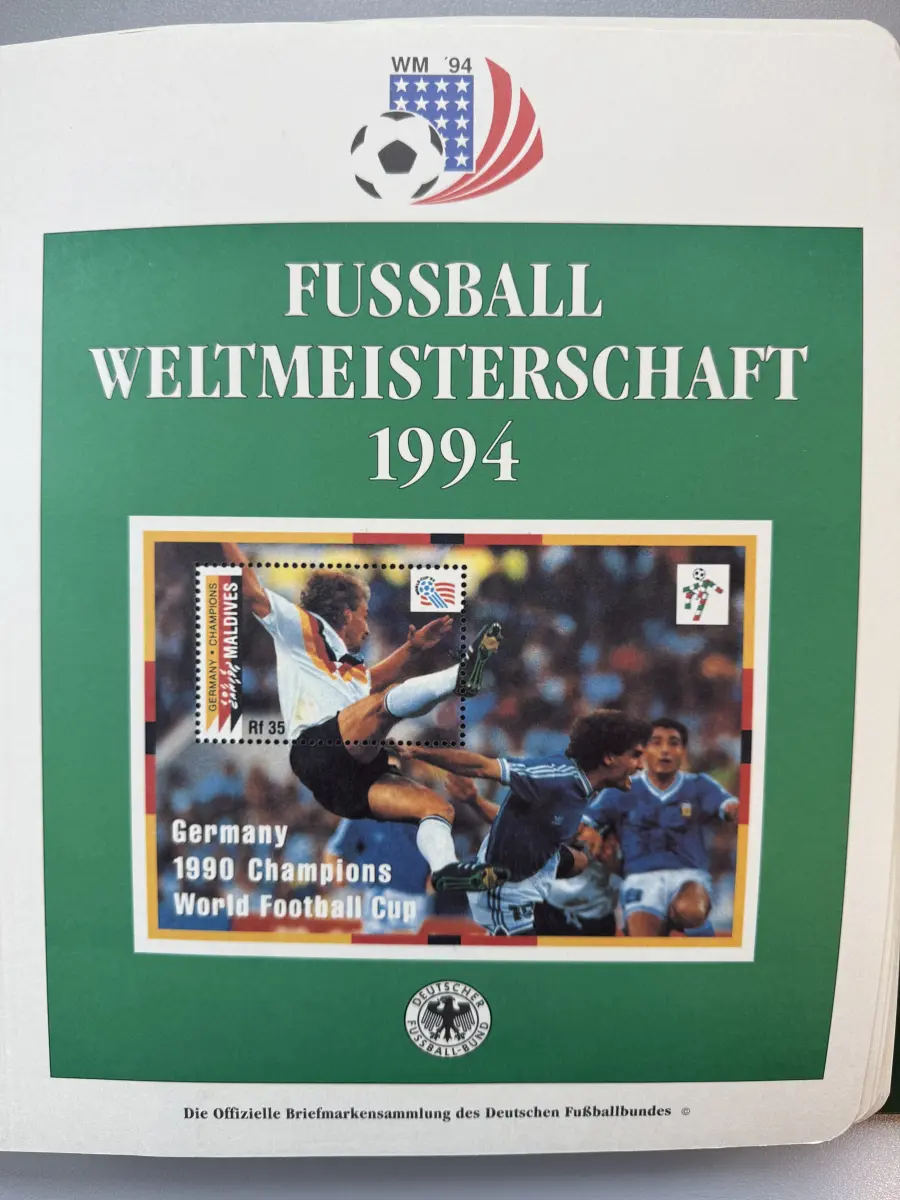 WM '94
FUSSBALL
WELTMEISTERSCHAFT
1994
GERMANY • CHAMPIONS
MALDIVES
Rf 35
Germany
1990 Champions
World Football Cup
DEUTSCHER
FUSSBALL-BUND
Die Offizielle Briefmarkensammlung des Deutschen Fußballbundes ©